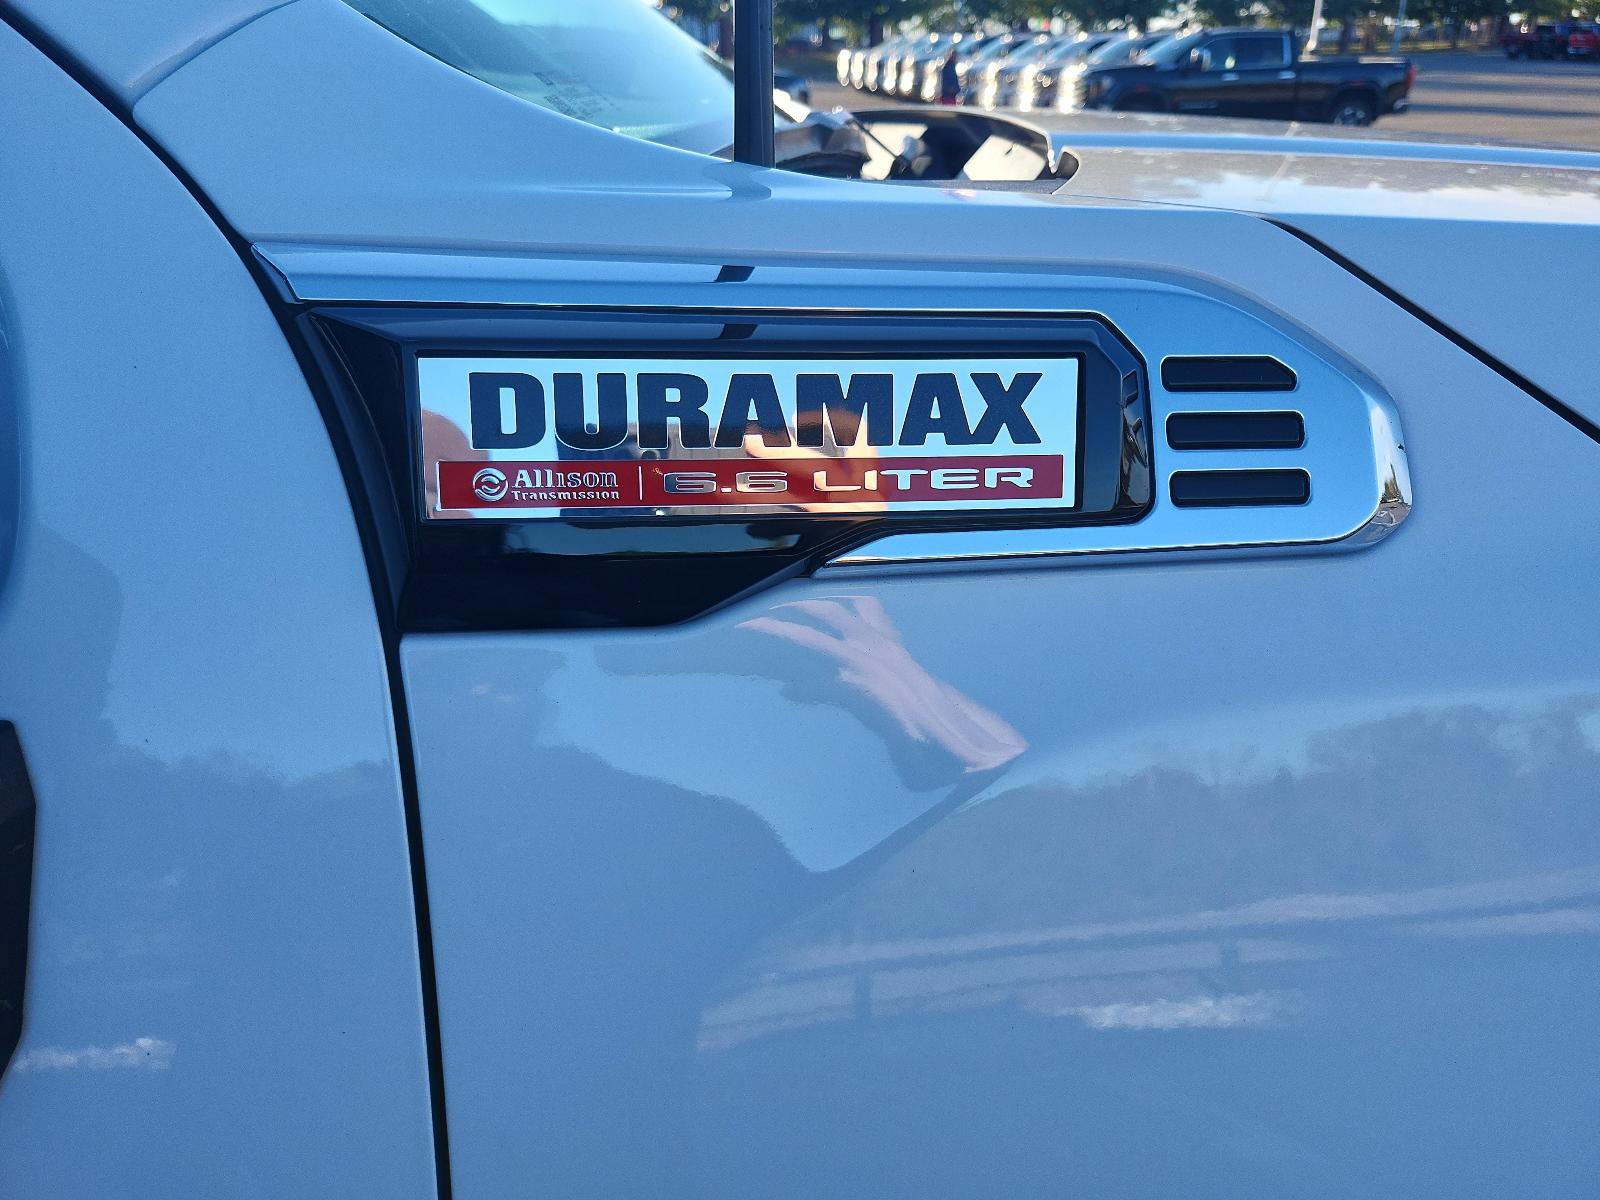 DURAMAX
Allison
Transmission
6.6 LITER